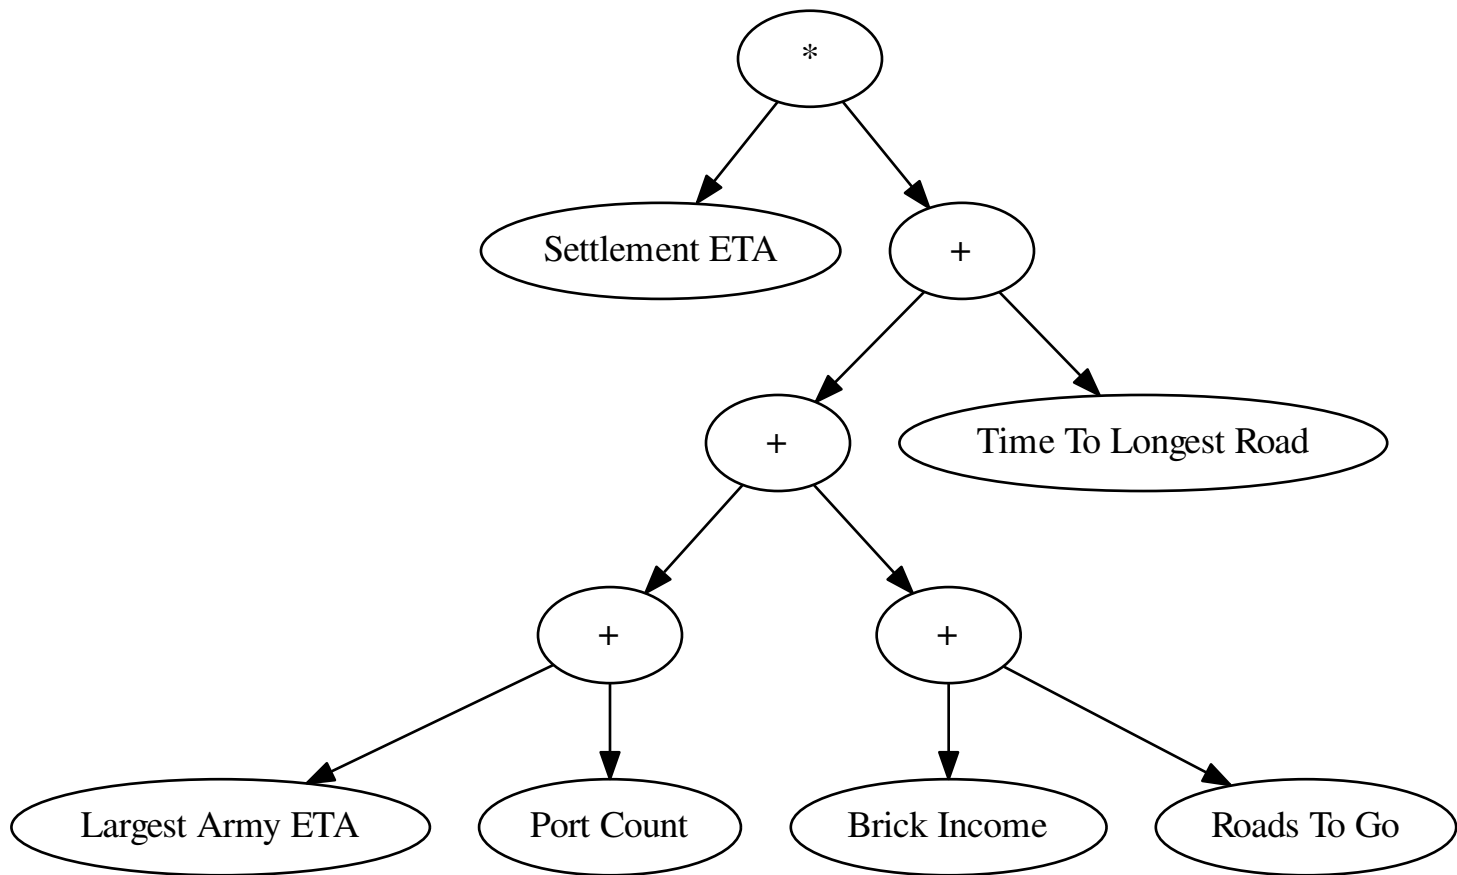 *
Settlement ETA
+
+
Time To Longest Road
+
+
Largest Army ETA
Port Count
Brick Income
Roads To Go